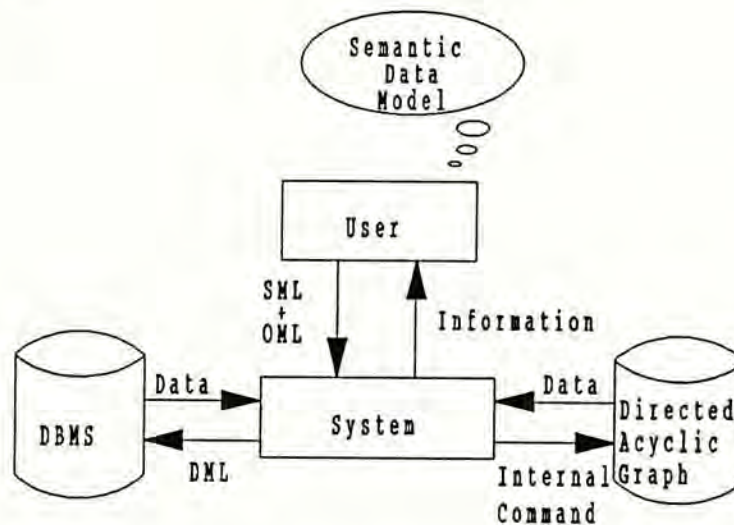 Semantic
Data
Model
User
SML
+
OML
Information
Data
DBMS
DML
System
Data
Directed
Acyclic
Graph
Internal
Command